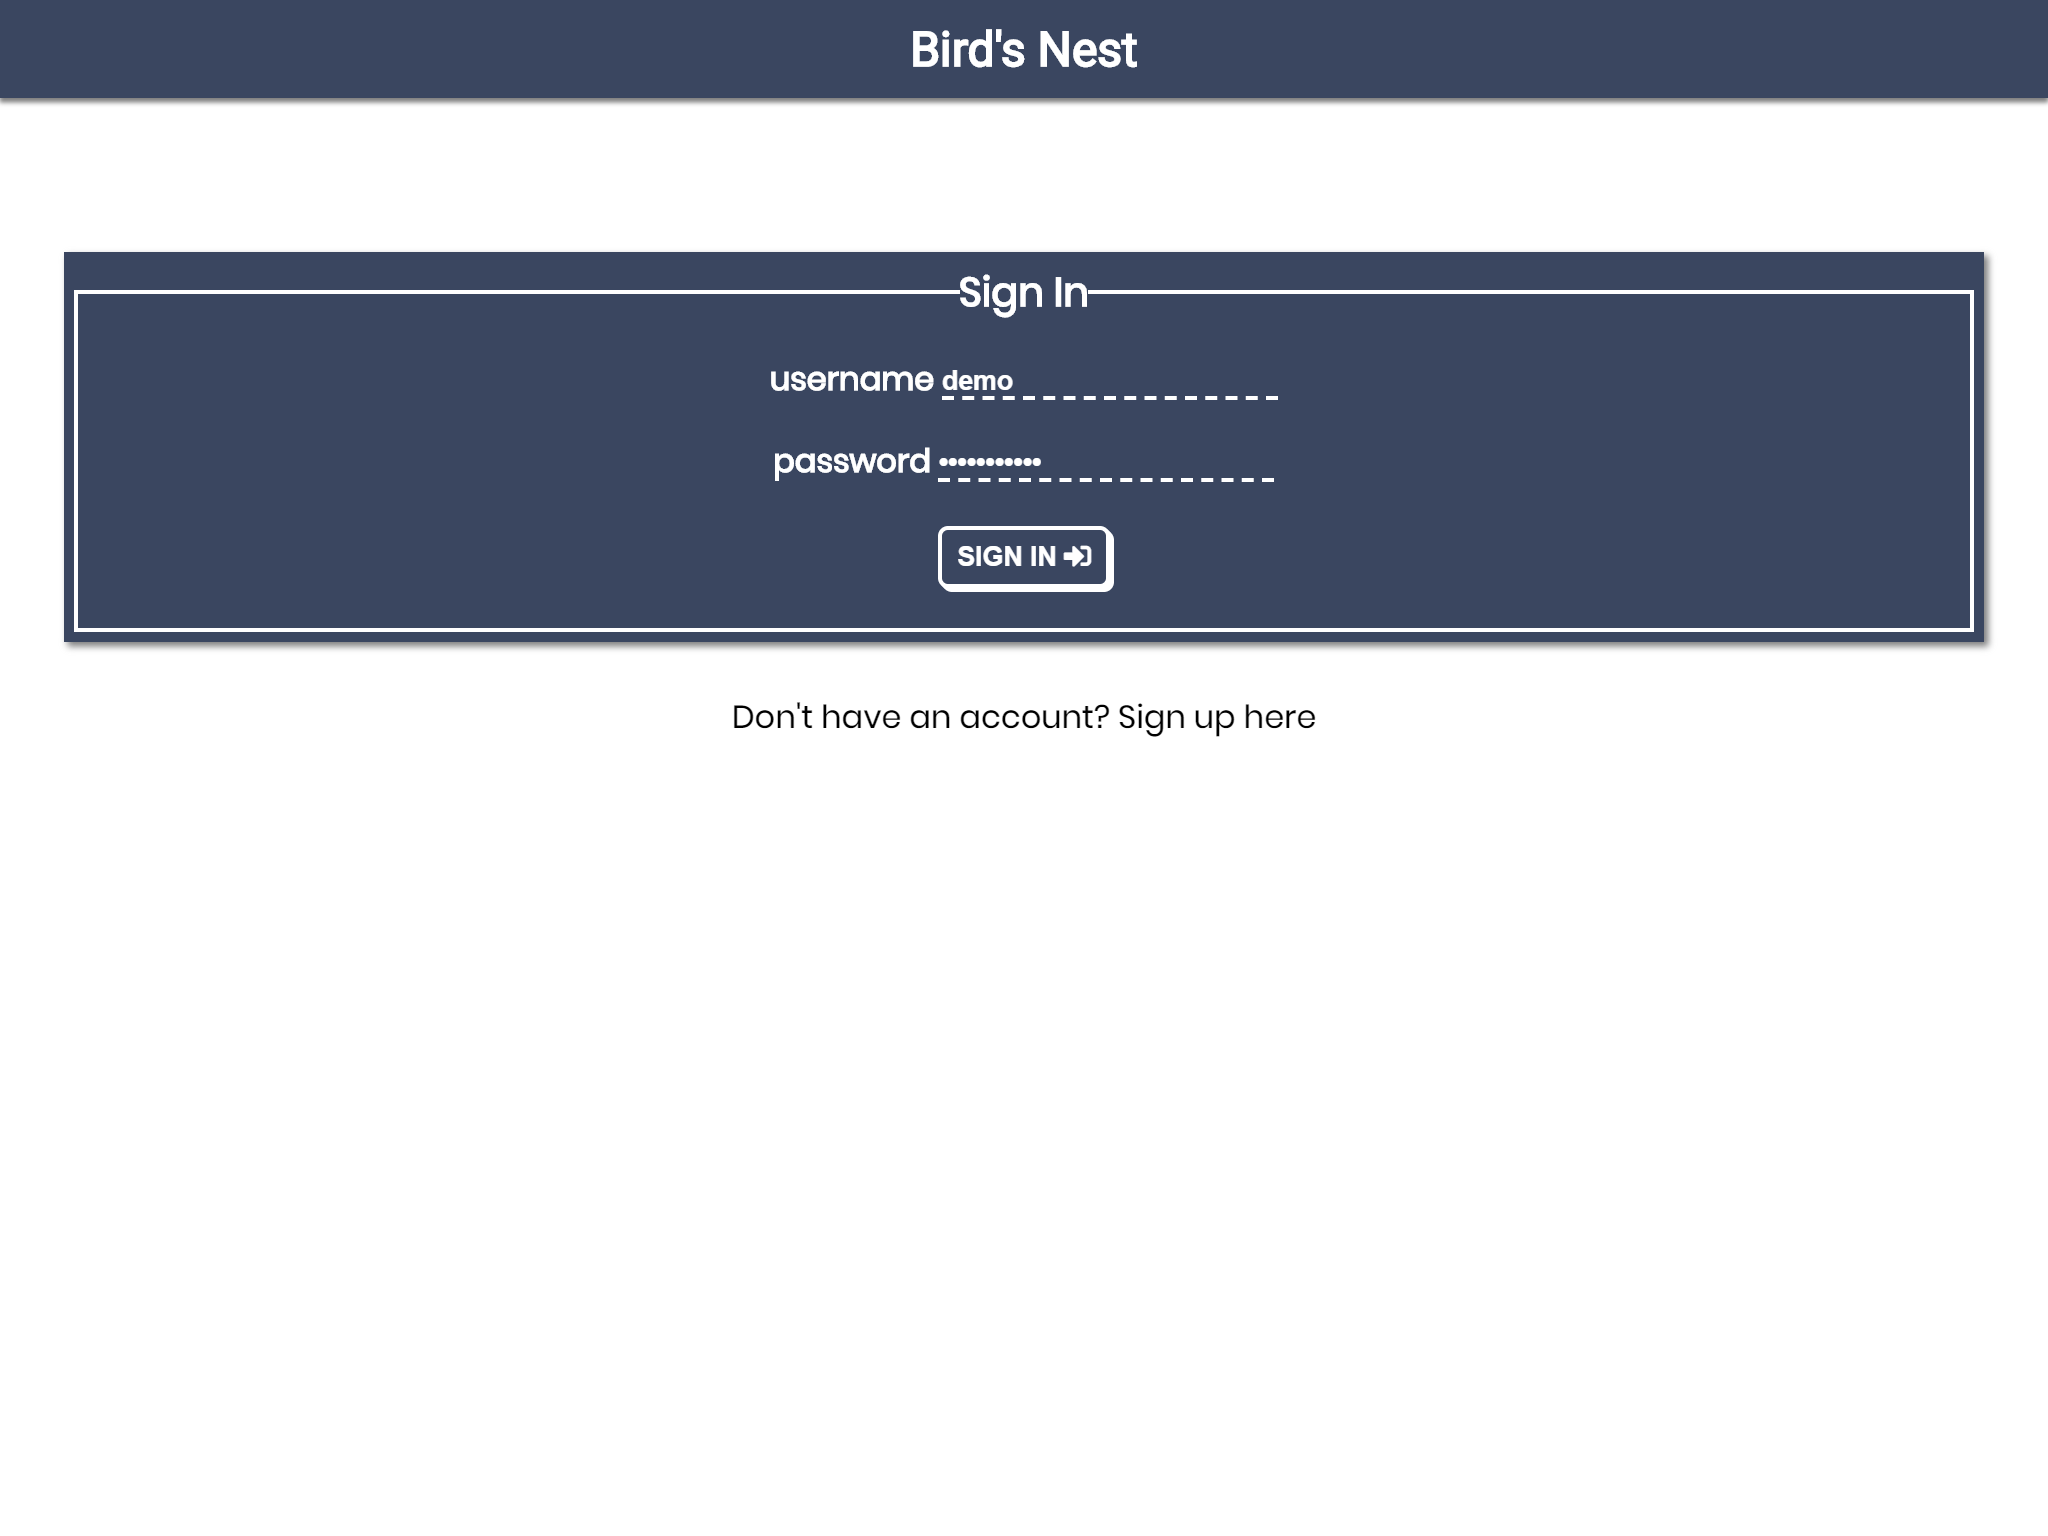 Bird's Nest
Sign In
username demo
password •••••••••••
SIGN IN
Don't have an account? Sign up here